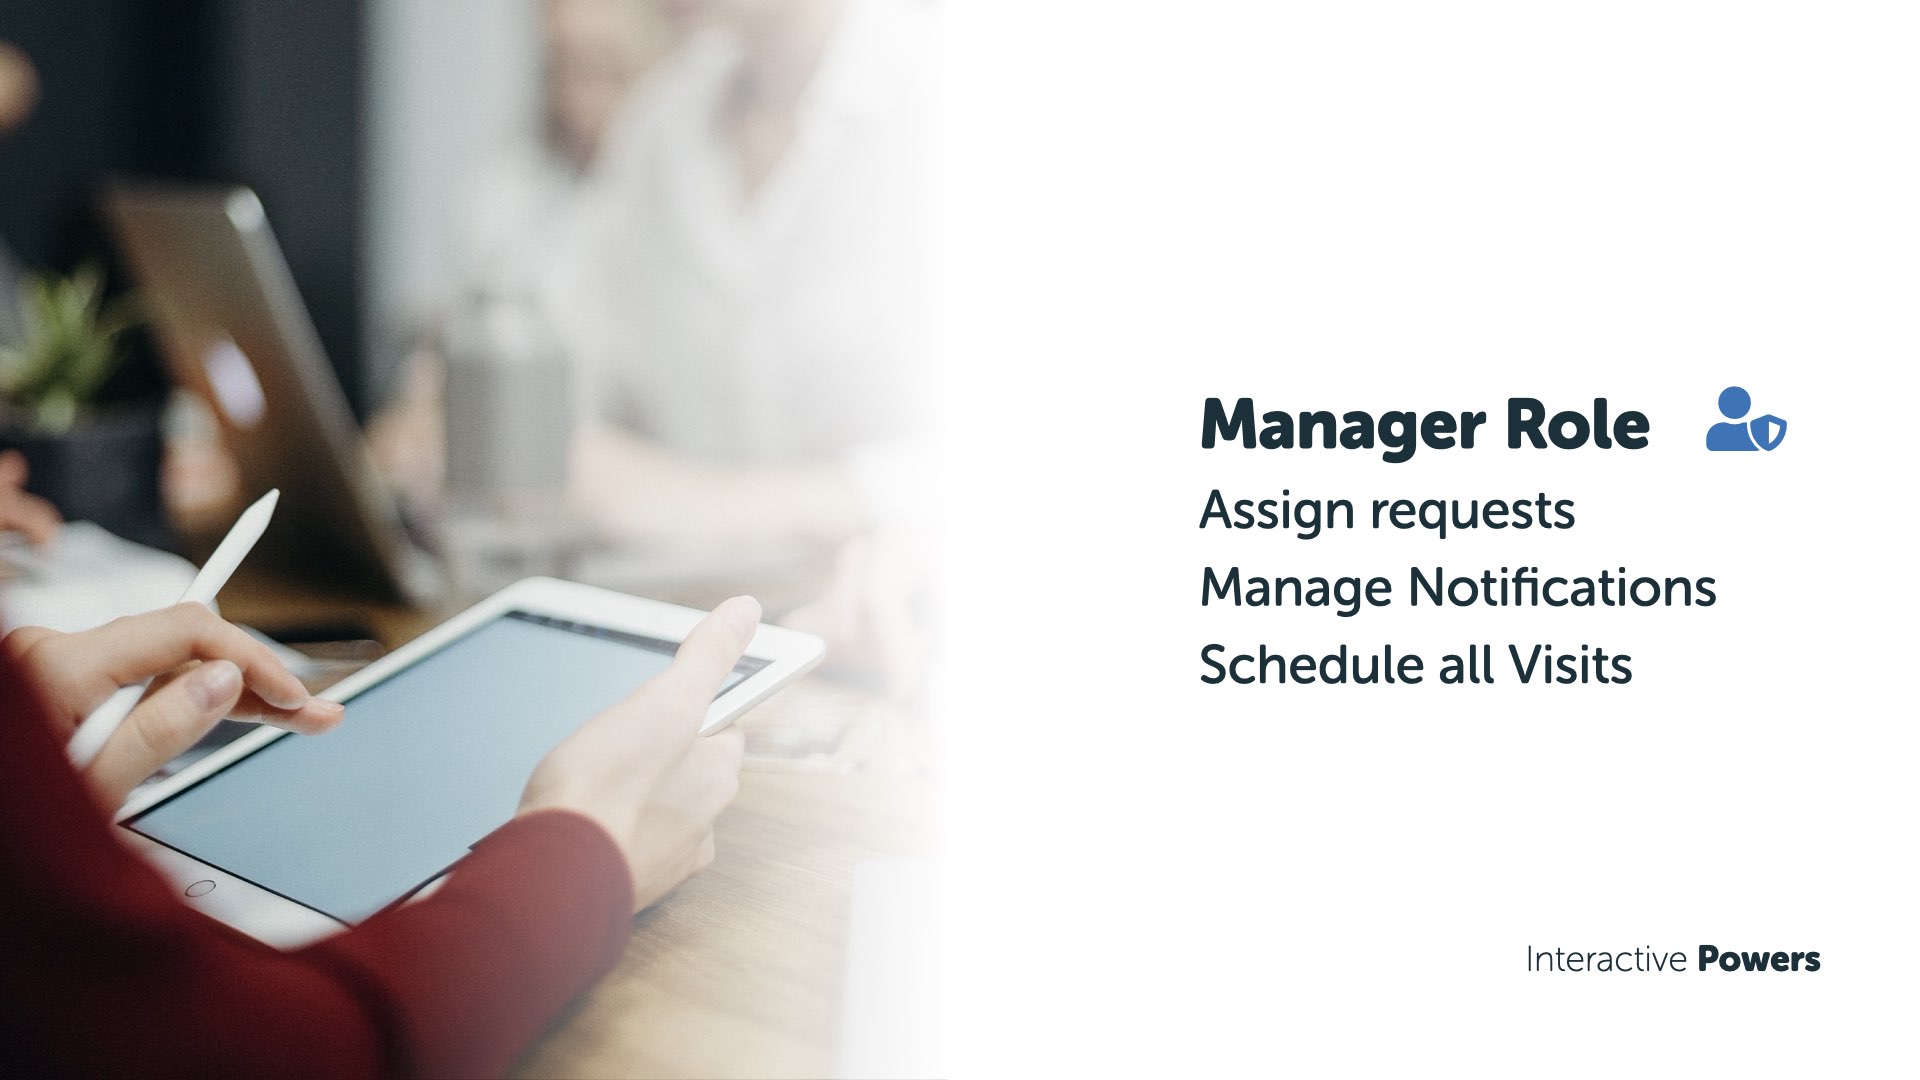 Manager Role
Assign requests
Manage Notifications
Schedule all Visits
Interactive Powers